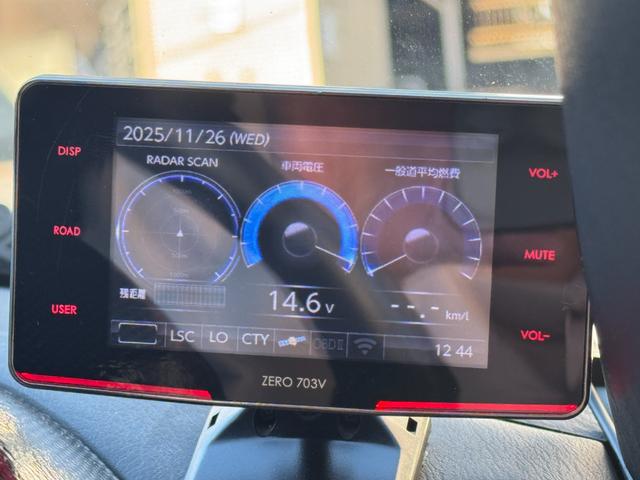 2025/11/26 (WED)
DISP
ROAD
USER
RADAR SCAN
車両電圧
一般道平均燃費
残距離
14.6 V
--.- km/l
LSC LO CTY OBDII
12 44
VOL+
MUTE
VOL-
ZERO 703V